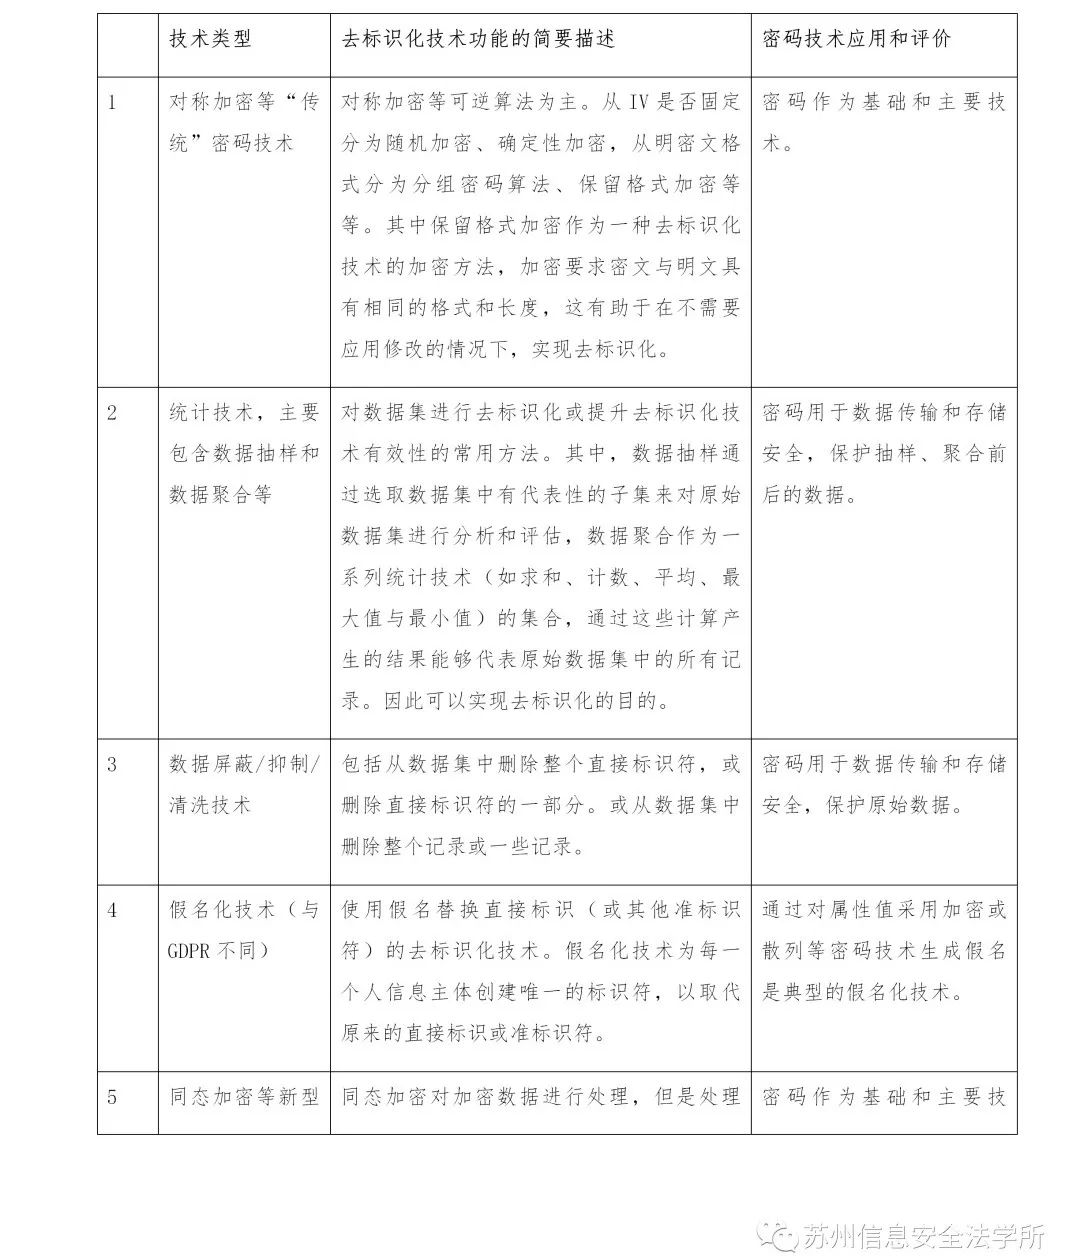 技术类型
去标识化技术功能的简要描述
密码技术应用和评价
1
对称加密等“传
统”密码技术
对称加密等可逆算法为主。从 IV 是否固定
分为随机加密、确定性加密，从明密文格
式分为分组密码算法、保留格式加密等
等。其中保留格式加密作为一种去标识化
技术的加密方法，加密要求密文与明文具
有相同的格式和长度，这有助于在不需要
应用修改的情况下，实现去标识化。
密码作为基础和主要技
术。
2
统计技术，主要
包含数据抽样和
数据聚合等
对数据集进行去标识化或提升去标识化技
术有效性的常用方法。其中，数据抽样通
过选取数据集中有代表性的子集来对原始
数据集进行分析和评估，数据聚合作为一
系列统计技术（如求和、计数、平均、最
大值与最小值）的集合，通过这些计算产
生的结果能够代表原始数据集中的所有记
录。因此可以实现去标识化的目的。
密码用于数据传输和存储
安全，保护抽样、聚合前
后的数据。
3
数据屏蔽/抑制/
清洗技术
包括从数据集中删除整个直接标识符，或
删除直接标识符的一部分。或从数据集中
删除整个记录或一些记录。
密码用于数据传输和存储
安全，保护原始数据。
4
假名化技术（与
GDPR 不同）
使用假名替换直接标识（或其他准标识
符）的去标识化技术。假名化技术为每一
个人信息主体创建唯一的标识符，以取代
原来的直接标识或准标识符。
通过对属性值采用加密或
散列等密码技术生成假名
是典型的假名化技术。
5
同态加密等新型
同态加密对加密数据进行处理，但是处理
密码作为基础和主要技
苏州信息安全法学所